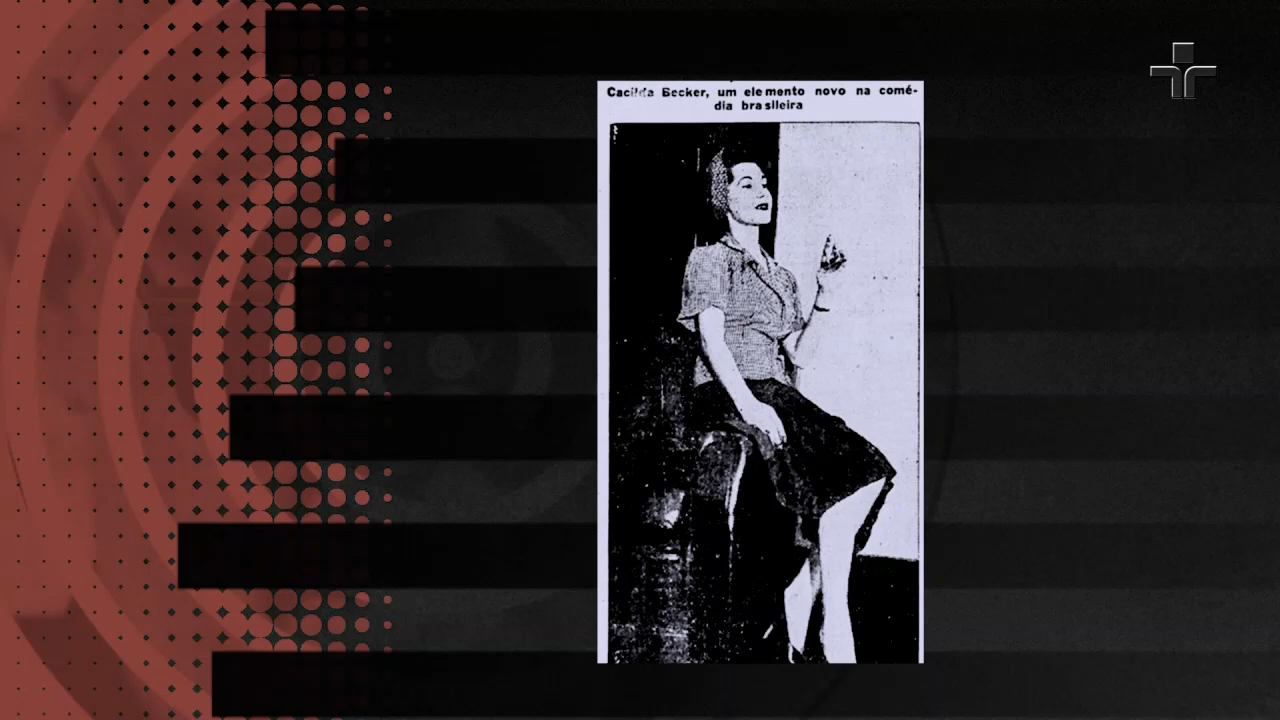 Cacilda Becker, um elemento novo na comé-
dia brasileira